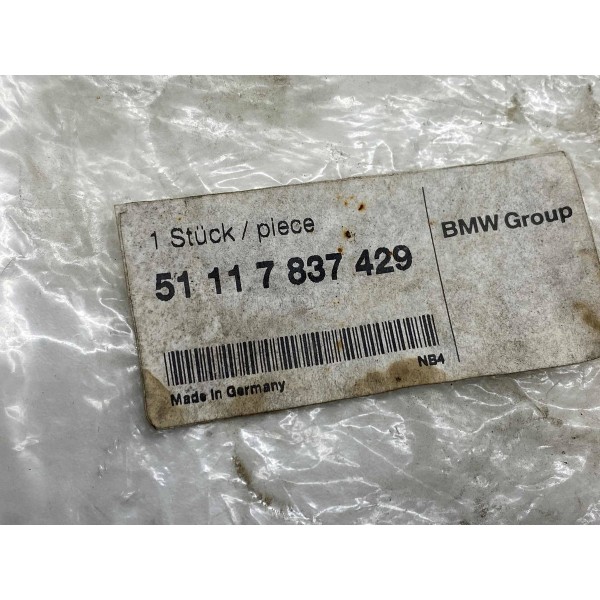 1 Stück / piece
51 11 7 837 429
BMW Group
NB4
Made in Germany